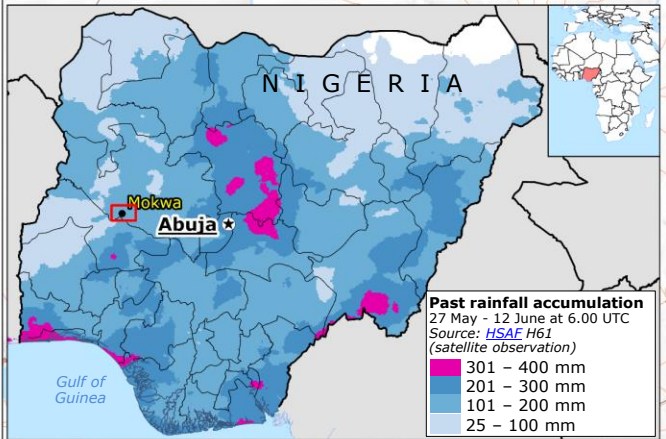 N I G E R I A
Mokwa
Abuja
Gulf of
Guinea
Past rainfall accumulation
27 May - 12 June at 6.00 UTC
Source: HSAF H61
(satellite observation)
301 – 400 mm
201 – 300 mm
101 – 200 mm
25 – 100 mm